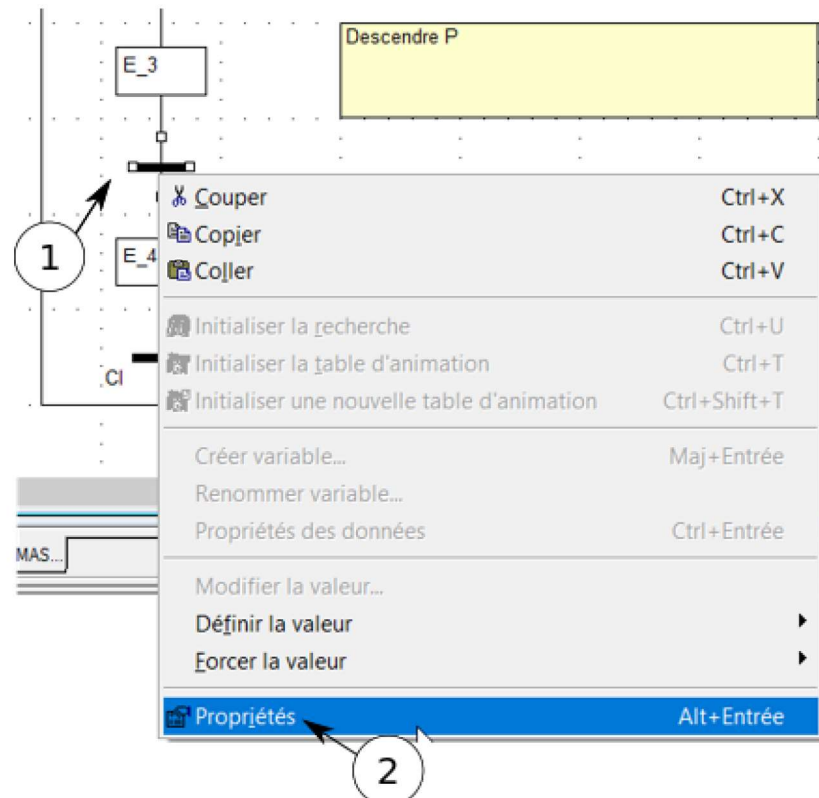 Descendre P
E_3
1
E_4
CI
MAS...
Couper Ctrl+X
Copier Ctrl+C
Coller Ctrl+V
Initialiser la recherche Ctrl+U
Initialiser la table d'animation Ctrl+T
Initialiser une nouvelle table d'animation Ctrl+Shift+T
Créer variable... Maj+Entrée
Renommer variable...
Propriétés des données Ctrl+Entrée
Modifier la valeur...
Définir la valeur
Forcer la valeur
Propriétés Alt+Entrée
2